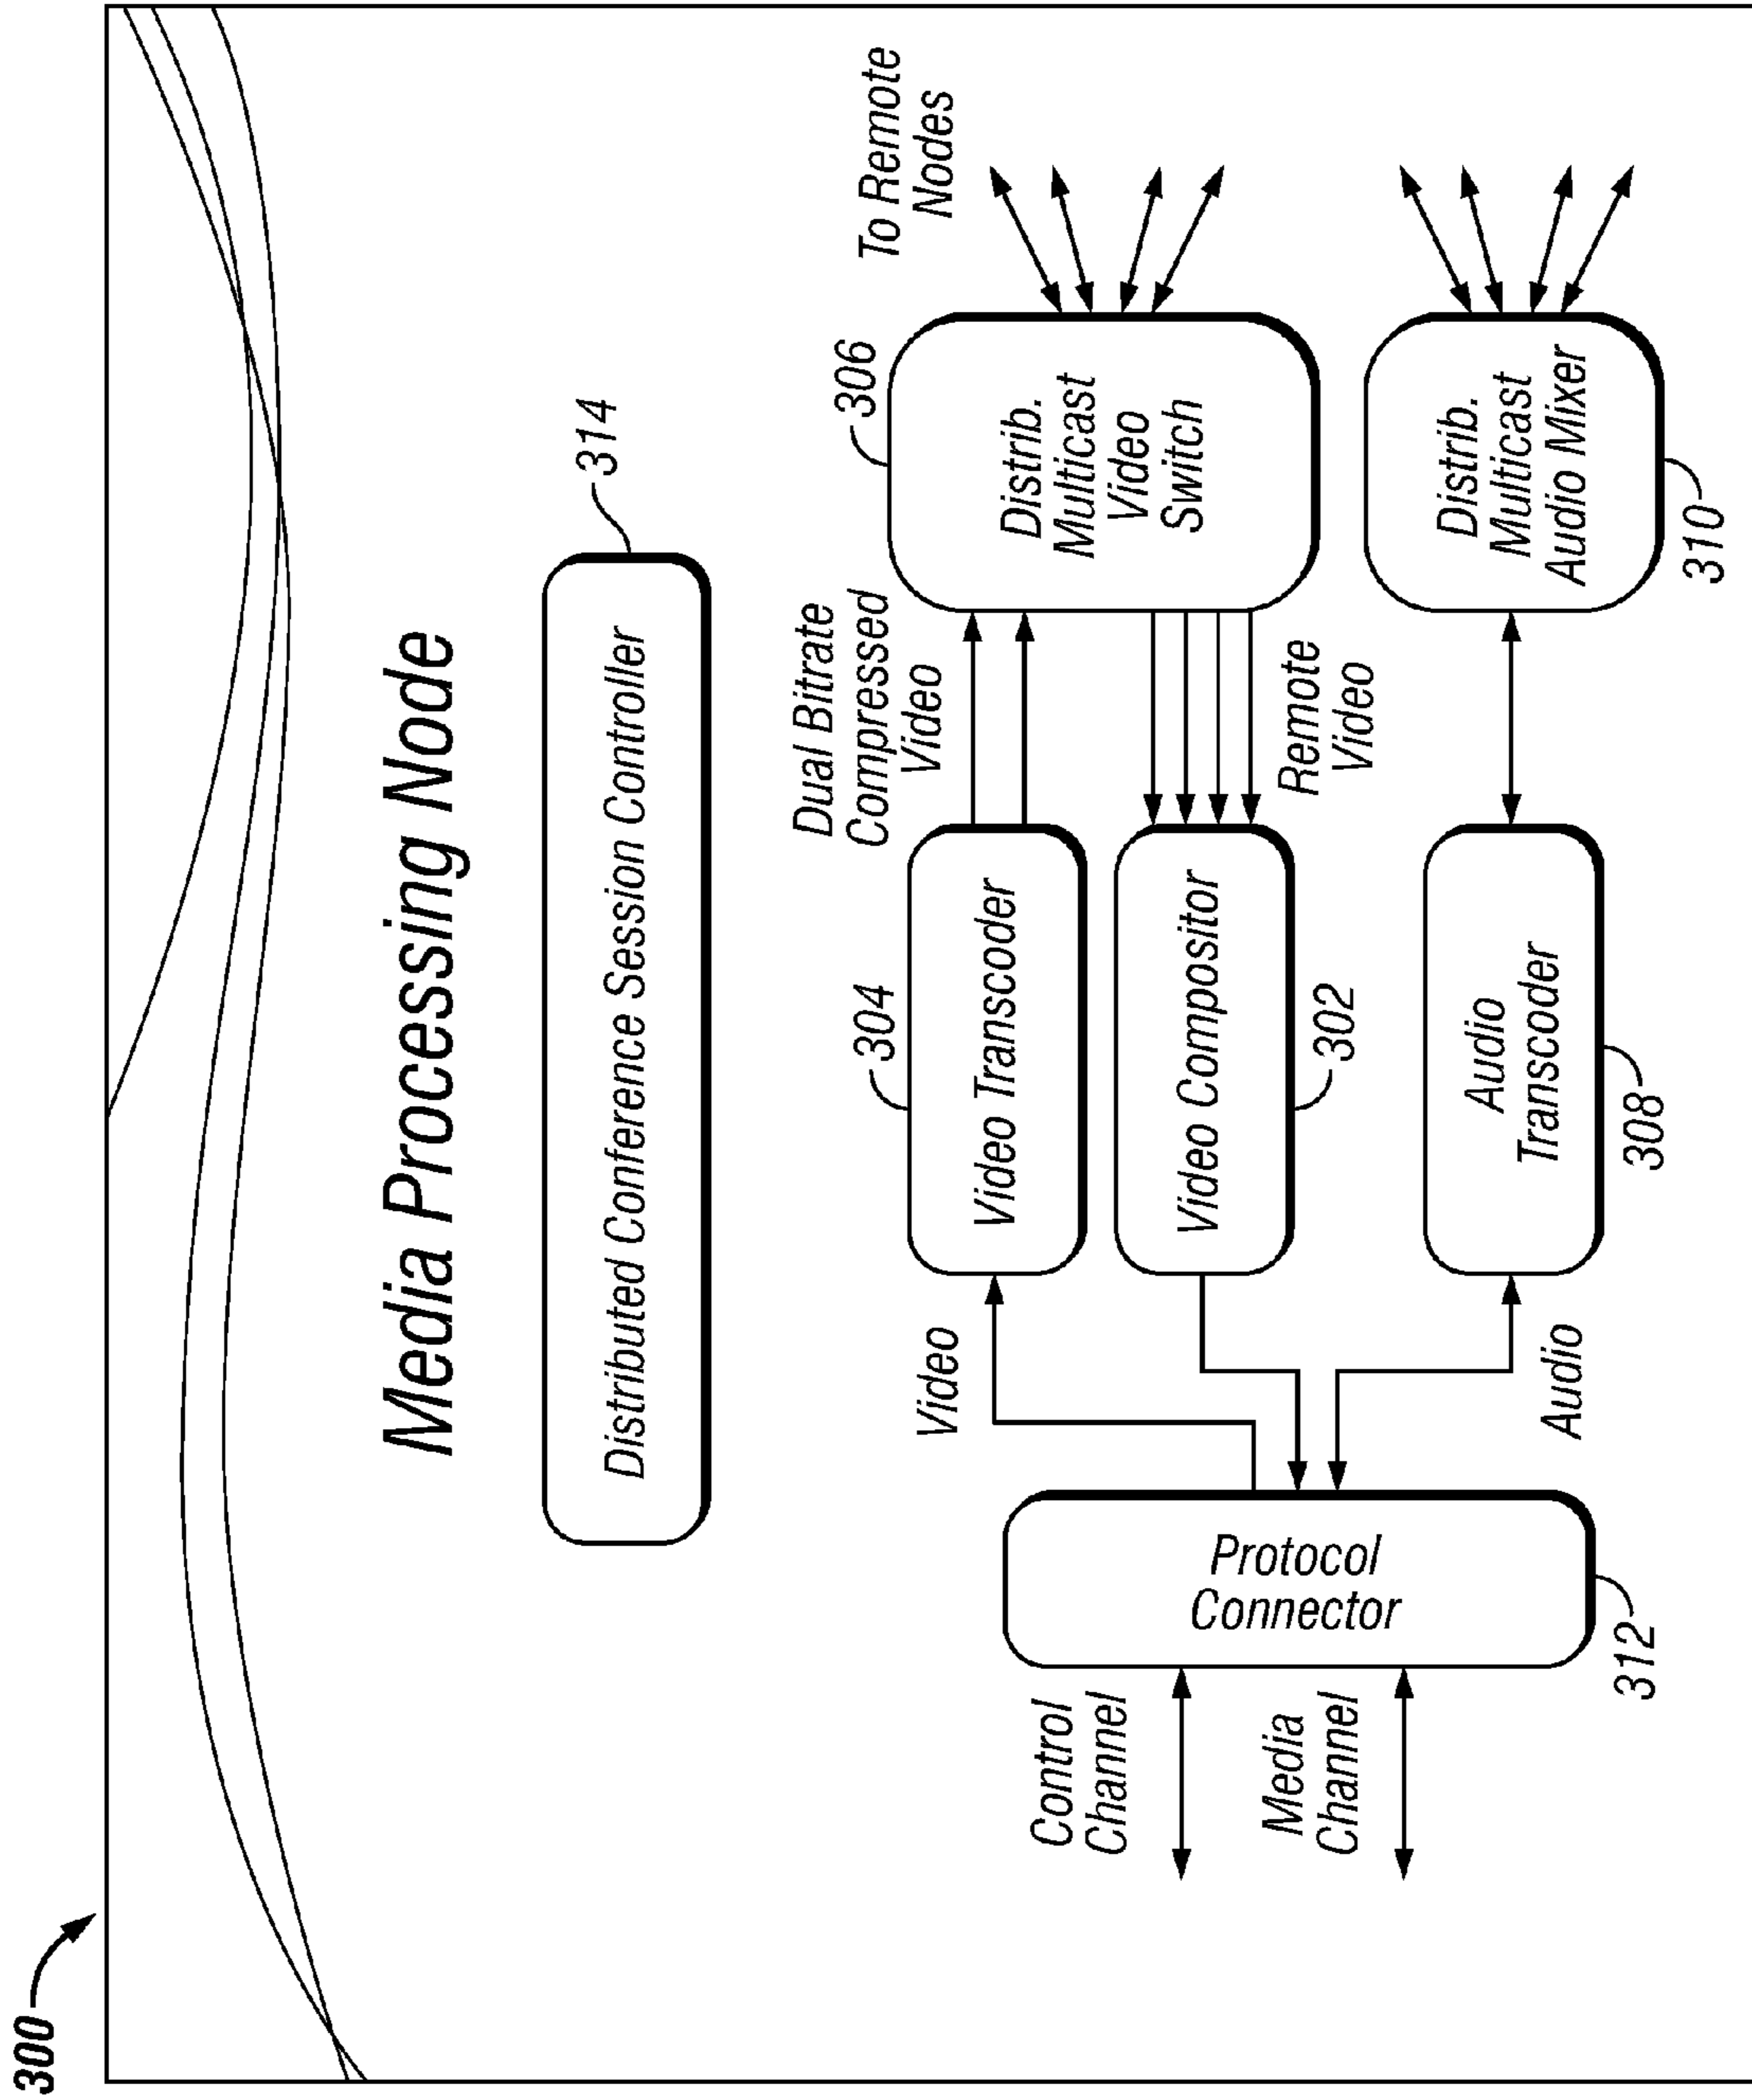 300
Media Processing Node
Distributed Conference Session Controller
314
To Remote
Nodes
Dual Bitrate
Compressed
Video
304
306
Video
Video Transcoder
Distrib.
Multicast
Video
Switch
Control
Channel
Protocol
Connector
Video Compositor
302
Remote
Video
Media
Channel
Audio
Audio
Transcoder
Distrib.
Multicast
Audio Mixer
312
308
310